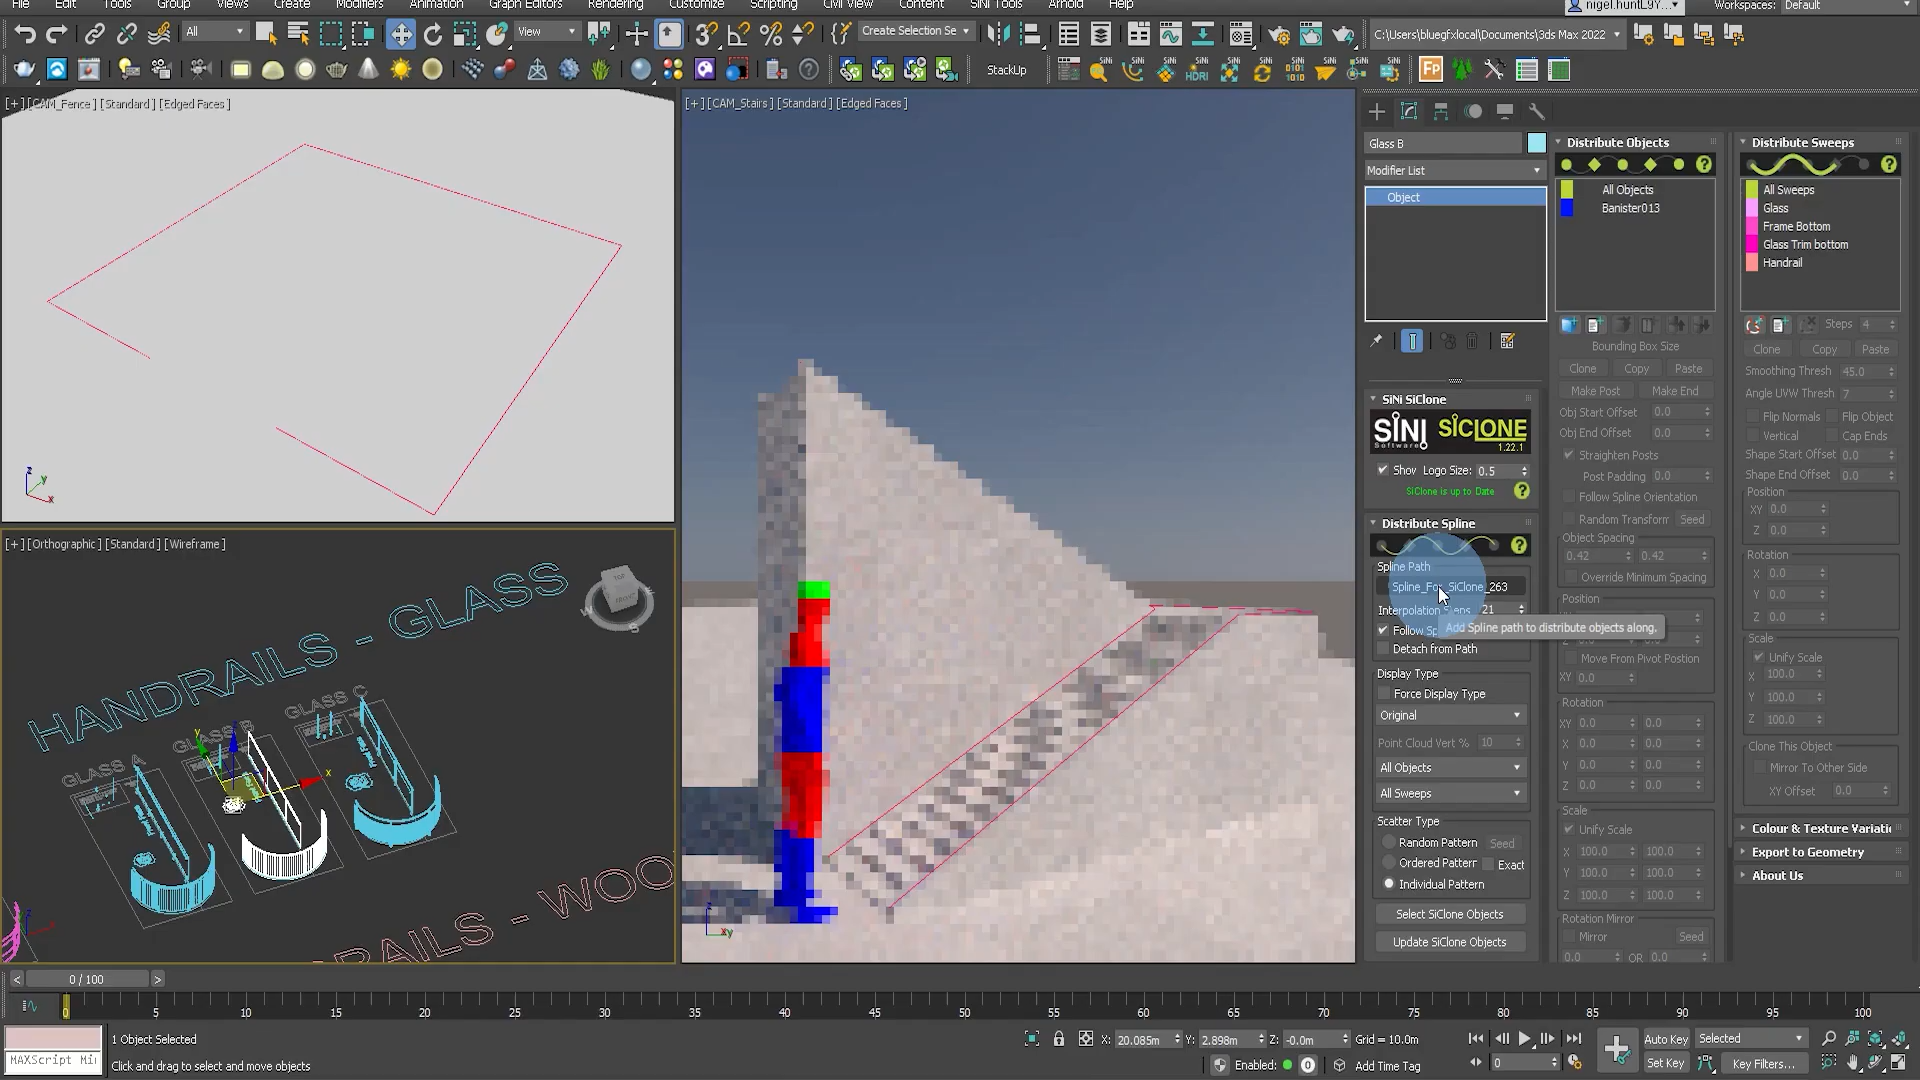 File Edit Tools Group Views Create Modifiers Animation Graph Editors Rendering Customize Scripting Civil View Content SiNi Tools Arnold Help
nigel.huntL9Y... Workspaces: Default
All View Create Selection Se C:\Users\bluegfxlocal\Documents\3ds Max 2022
StackUp
[+] [CAM_Fence] [Standard] [Edged Faces]
[+] [CAM_Stairs] [Standard] [Edged Faces]
[+] [Orthographic] [Standard] [Wireframe]
HANDRAILS - GLASS
GLASS A
GLASS B
GLASS C
RAILS - WOO
Glass B
Modifier List
Object
SiNi SiClone
SiNi Software SiCLONE 1.22.1
Show Logo Size: 0.5
SiClone is up to Date
Distribute Spline
Spline Path
Spline_For_SiClone_263
Interpolation Steps 21
Add Spline path to distribute objects along.
Detach from Path
Display Type
Force Display Type
Original
Point Cloud Vert % 10
All Objects
All Sweeps
Scatter Type
Random Pattern Seed
Ordered Pattern Exact
Individual Pattern
Select SiClone Objects
Update SiClone Objects
Distribute Objects
All Objects
Banister013
Bounding Box Size
Clone Copy Paste
Make Post Make End
Obj Start Offset 0.0
Obj End Offset 0.0
Straighten Posts
Post Padding 0.0
Follow Spline Orientation
Random Transform Seed
Object Spacing
0.42 0.42
Override Minimum Spacing
Position
Move From Pivot Postion
XY 0.0
Rotation
XY 0.0 0.0
X 0.0 0.0
Y 0.0 0.0
Z 0.0 0.0
Scale
Unify Scale
X 100.0 100.0
Y 100.0 100.0
Z 100.0 100.0
Rotation Mirror
Mirror Seed
0.0 OR 0.0
Distribute Sweeps
All Sweeps
Glass
Frame Bottom
Glass Trim bottom
Handrail
Steps 4
Clone Copy Paste
Smoothing Thresh 45.0
Angle UVW Thresh 7
Flip Normals Flip Object
Vertical Cap Ends
Shape Start Offset 0.0
Shape End Offset 0.0
Position
XY 0.0
Z 0.0
Rotation
X 0.0
Y 0.0
Z 0.0
Scale
Unify Scale
X 100.0
Y 100.0
Z 100.0
Clone This Object
Mirror To Other Side
XY Offset 0.0
Colour & Texture Variatic
Export to Geometry
About Us
0 / 100
0 5 10 15 20 25 30 35 40 45 50 55 60 65 70 75 80 85 90 95 100
1 Object Selected
X: 20.085m Y: 2.898m Z: -0.0m Grid = 10.0m
Auto Key Selected
MAXScript Mi
Click and drag to select and move objects
Enabled: 0 Add Time Tag
0 Set Key Key Filters...